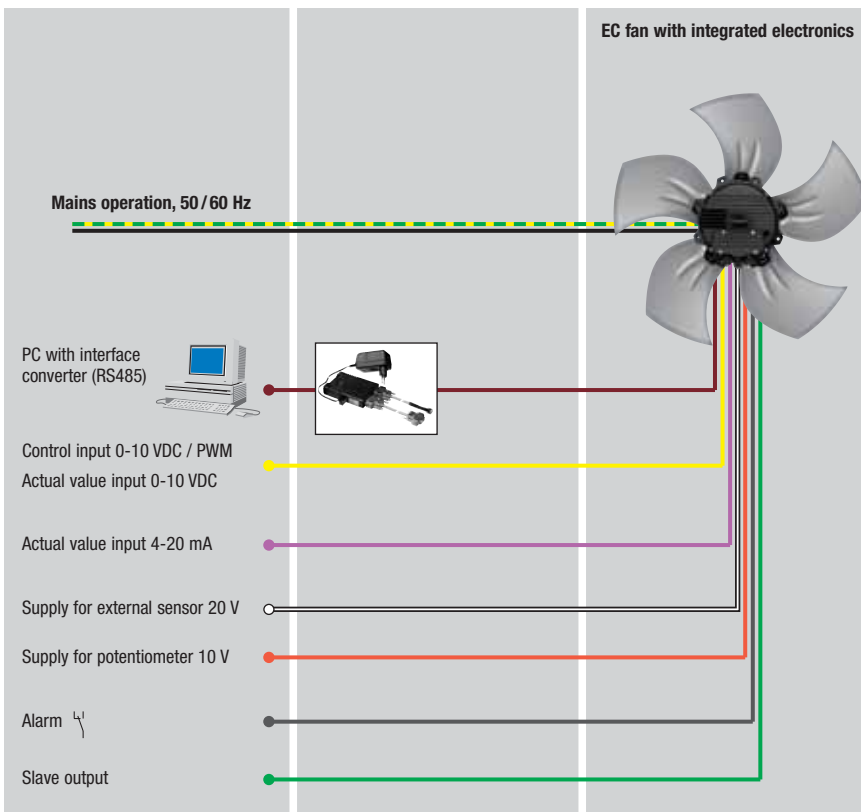 EC fan with integrated electronics
Mains operation, 50 / 60 Hz
PC with interface
converter (RS485)
Control input 0-10 VDC / PWM
Actual value input 0-10 VDC
Actual value input 4-20 mA
Supply for external sensor 20 V
Supply for potentiometer 10 V
Alarm
Slave output